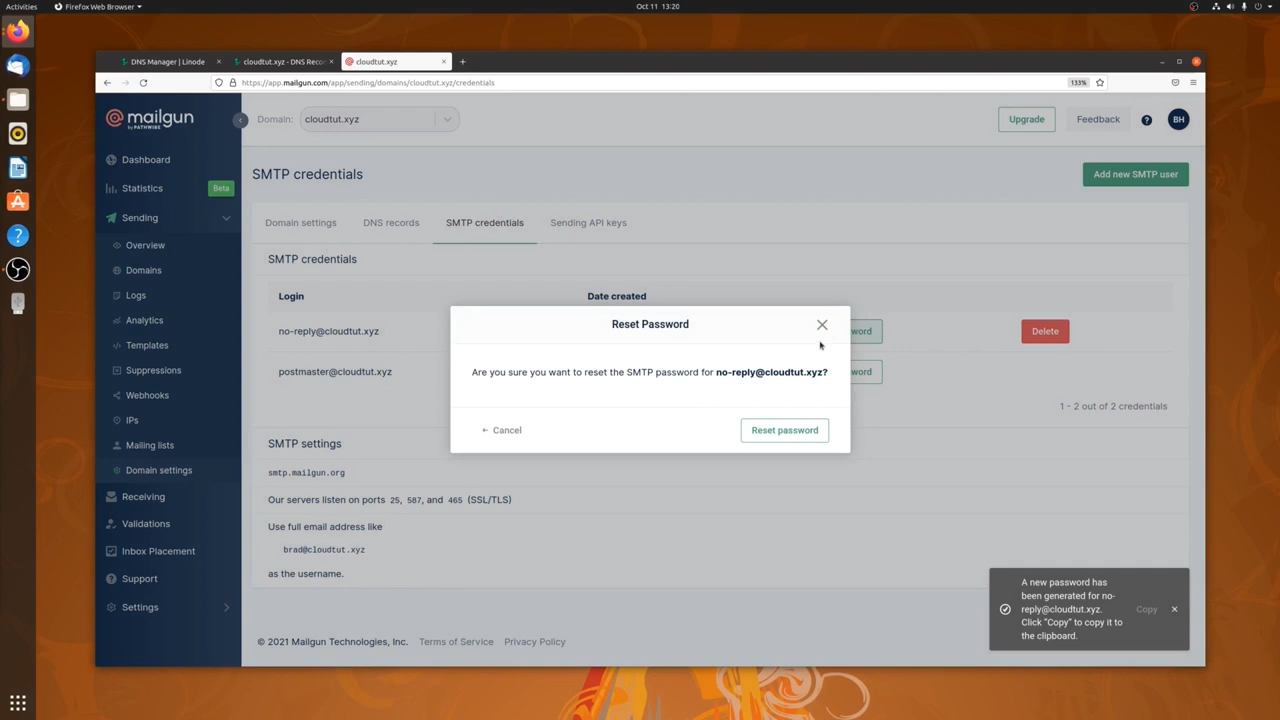 Activities
Firefox Web Browser
Oct 11 13:20
DNS Manager | Linode
cloudtut.xyz - DNS Reco
cloudtut.xyz
https://app.mailgun.com/app/sending/domains/cloudtut.xyz/credentials
133%
mailgun
BY PATHWIRE
Domain:
cloudtut.xyz
Upgrade
Feedback
?
BH
Dashboard
Statistics
Beta
Sending
Overview
Domains
Logs
Analytics
Templates
Suppressions
Webhooks
IPs
Mailing lists
Domain settings
Receiving
Validations
Inbox Placement
Support
Settings
SMTP credentials
Add new SMTP user
Domain settings
DNS records
SMTP credentials
Sending API keys
SMTP credentials
Login
Date created
no-reply@cloudtut.xyz
word
Delete
postmaster@cloudtut.xyz
word
1 - 2 out of 2 credentials
Reset Password
Are you sure you want to reset the SMTP password for no-reply@cloudtut.xyz?
← Cancel
Reset password
SMTP settings
smtp.mailgun.org
Our servers listen on ports 25, 587, and 465 (SSL/TLS)
Use full email address like
brad@cloudtut.xyz
as the username.
A new password has
been generated for no-
reply@cloudtut.xyz.
Click "Copy" to copy it to
the clipboard.
Copy
© 2021 Mailgun Technologies, Inc.
Terms of Service
Privacy Policy